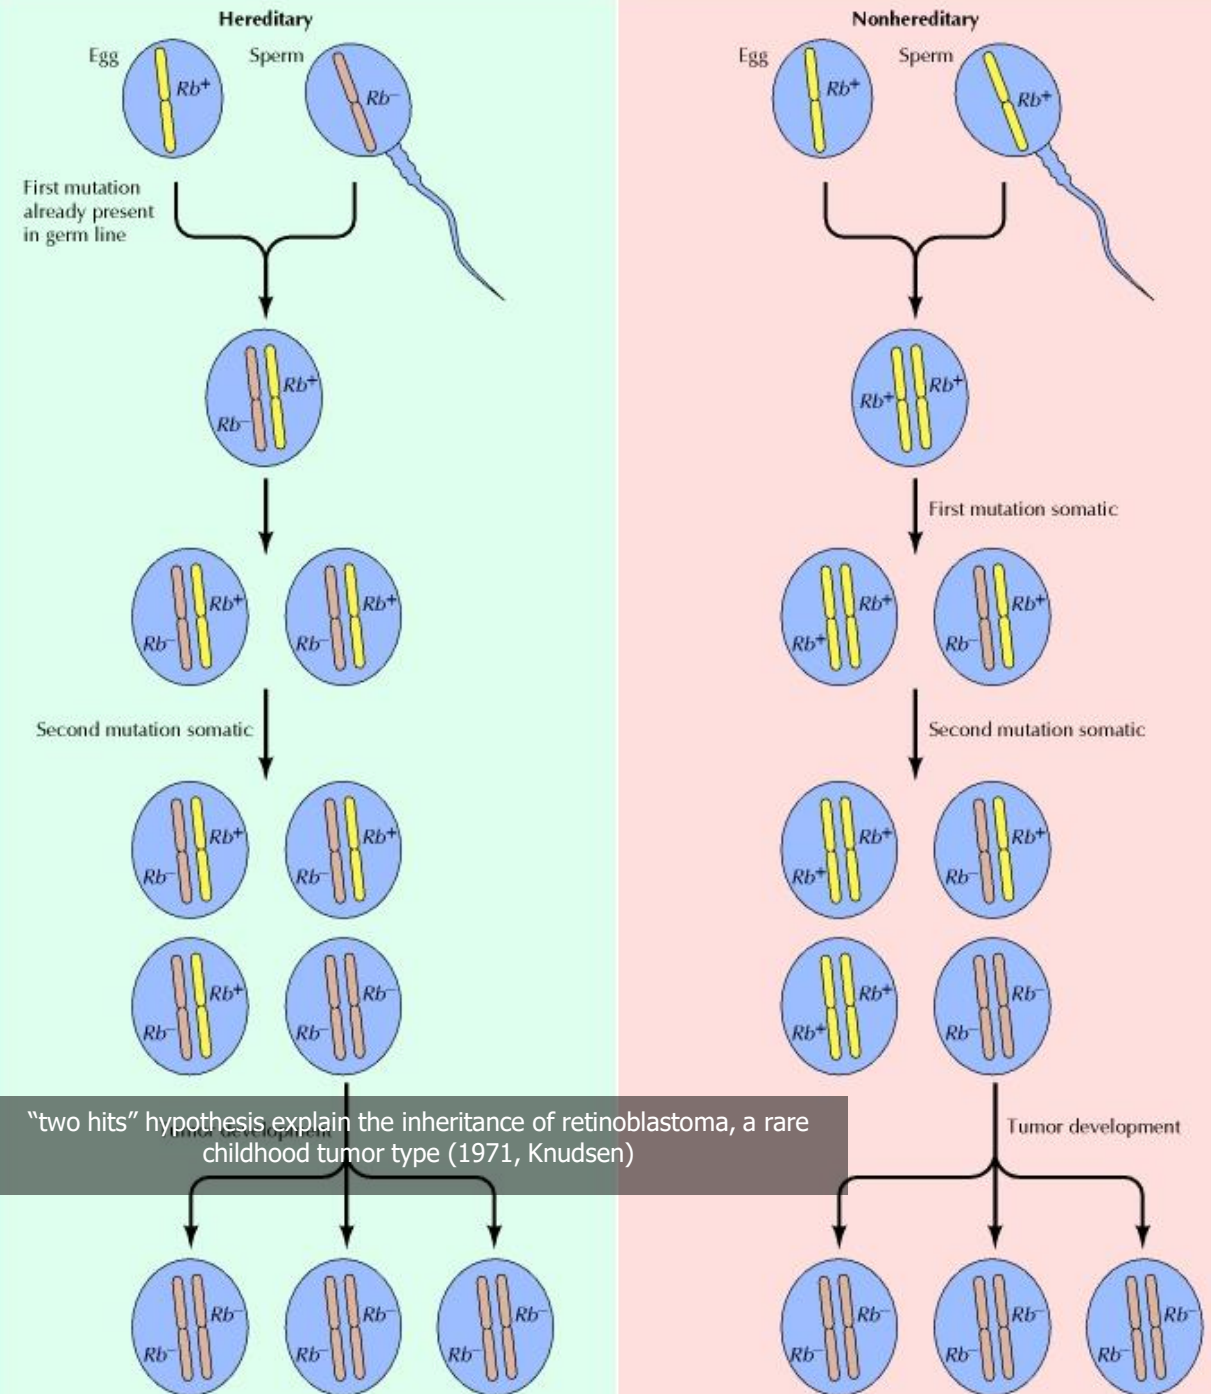 Hereditary
Egg
Sperm
Rb+
Rb−
First mutation
already present
in germ line
Rb+
Rb−
Rb+
Rb−
Rb+
Rb−
Second mutation somatic
Rb+
Rb−
Rb+
Rb−
Rb+
Rb−
Rb−
Rb−
Tumor development
Rb−
Rb−
Rb−
Rb−
Rb−
Rb−
Nonhereditary
Egg
Sperm
Rb+
Rb+
Rb+
Rb+
First mutation somatic
Rb+
Rb+
Rb+
Rb−
Second mutation somatic
Rb+
Rb+
Rb+
Rb−
Rb+
Rb+
Rb−
Rb−
Tumor development
Rb−
Rb−
Rb−
Rb−
Rb−
Rb−
“two hits” hypothesis explain the inheritance of retinoblastoma, a rare
childhood tumor type (1971, Knudsen)